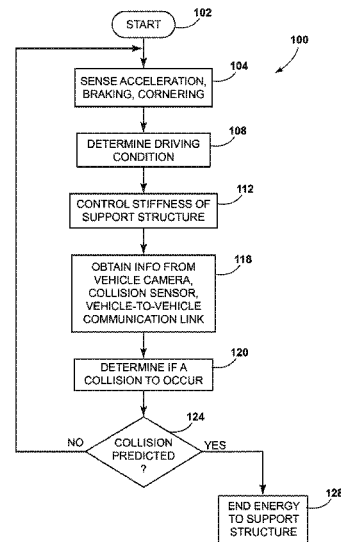 START
102
100
SENSE ACCELERATION,
BRAKING, CORNERING
104
DETERMINE DRIVING
CONDITION
108
CONTROL STIFFNESS OF
SUPPORT STRUCTURE
112
OBTAIN INFO FROM
VEHICLE CAMERA,
COLLISION SENSOR,
VEHICLE-TO-VEHICLE
COMMUNICATION LINK
118
DETERMINE IF A
COLLISION TO OCCUR
120
124
NO
COLLISION
PREDICTED
?
YES
END ENERGY
TO SUPPORT
STRUCTURE
128